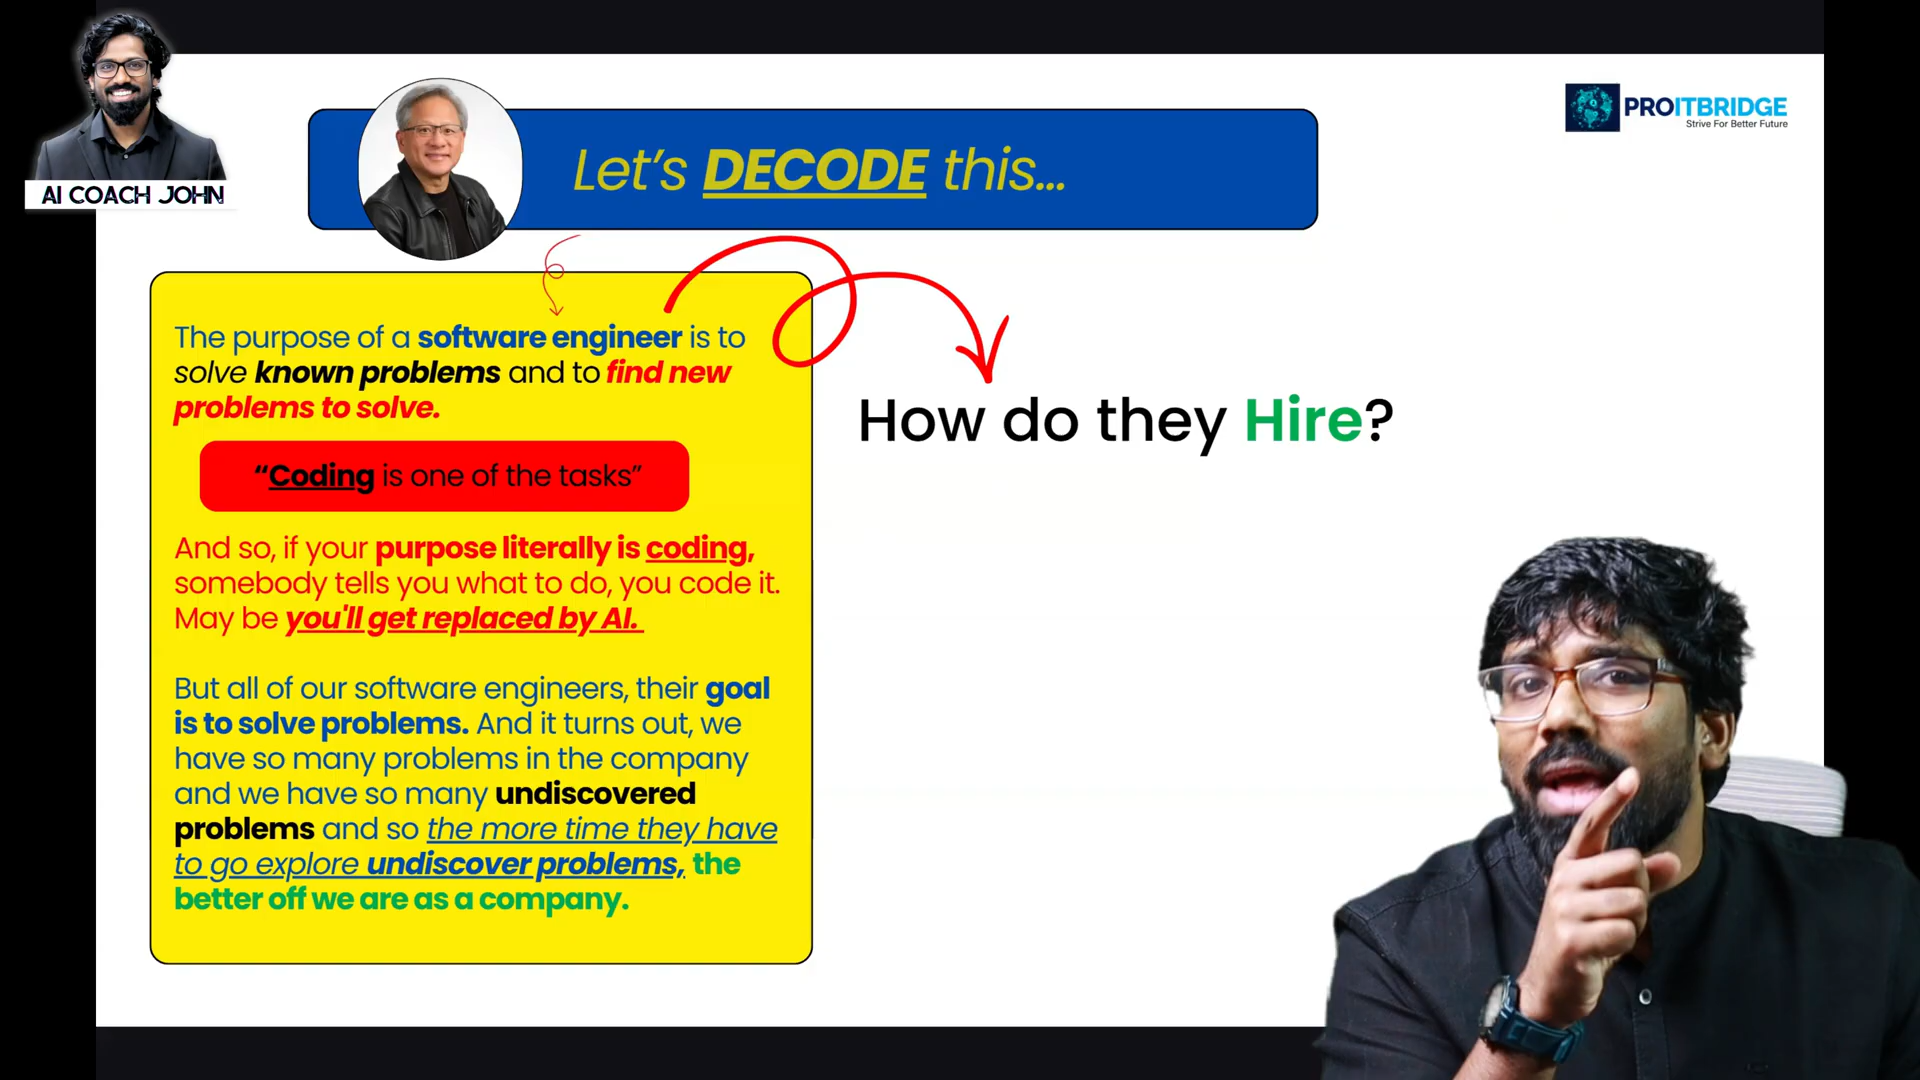 AI COACH JOHN
PROITBRIDGE
Strive For Better Future
Let's DECODE this...
The purpose of a software engineer is to
solve known problems and to find new
problems to solve.
“Coding is one of the tasks”
And so, if your purpose literally is coding,
somebody tells you what to do, you code it.
May be you'll get replaced by AI.
But all of our software engineers, their goal
is to solve problems. And it turns out, we
have so many problems in the company
and we have so many undiscovered
problems and so the more time they have
to go explore undiscover problems, the
better off we are as a company.
How do they Hire?